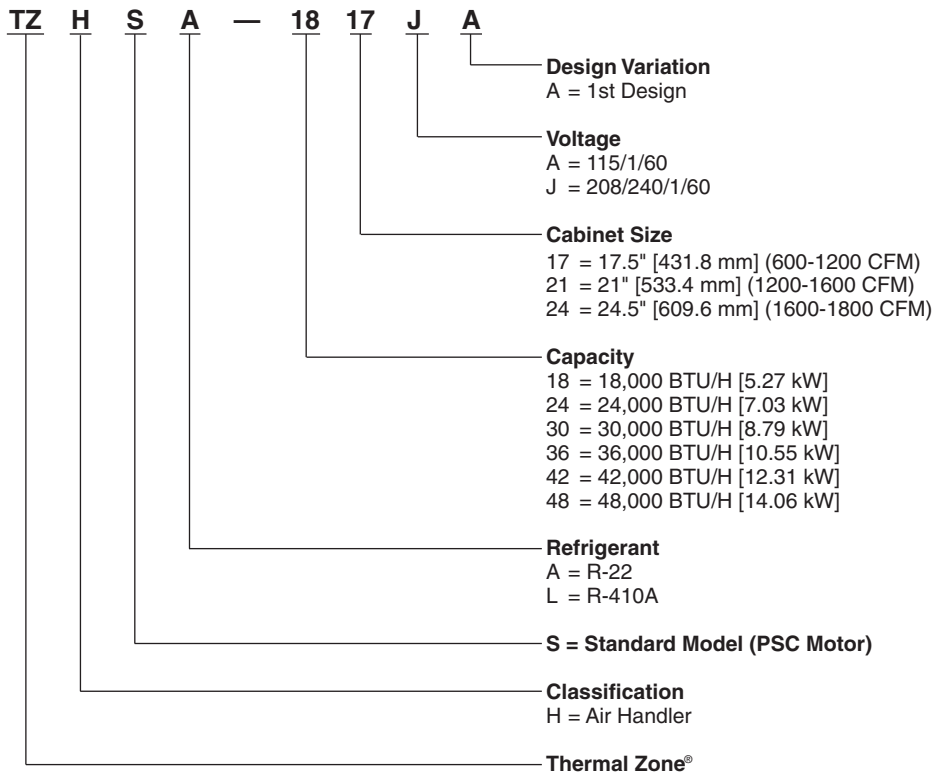 TZ H S A — 18 17 J A
Design Variation
A = 1st Design
Voltage
A = 115/1/60
J = 208/240/1/60
Cabinet Size
17 = 17.5" [431.8 mm] (600-1200 CFM)
21 = 21" [533.4 mm] (1200-1600 CFM)
24 = 24.5" [609.6 mm] (1600-1800 CFM)
Capacity
18 = 18,000 BTU/H [5.27 kW]
24 = 24,000 BTU/H [7.03 kW]
30 = 30,000 BTU/H [8.79 kW]
36 = 36,000 BTU/H [10.55 kW]
42 = 42,000 BTU/H [12.31 kW]
48 = 48,000 BTU/H [14.06 kW]
Refrigerant
A = R-22
L = R-410A
S = Standard Model (PSC Motor)
Classification
H = Air Handler
Thermal Zone®